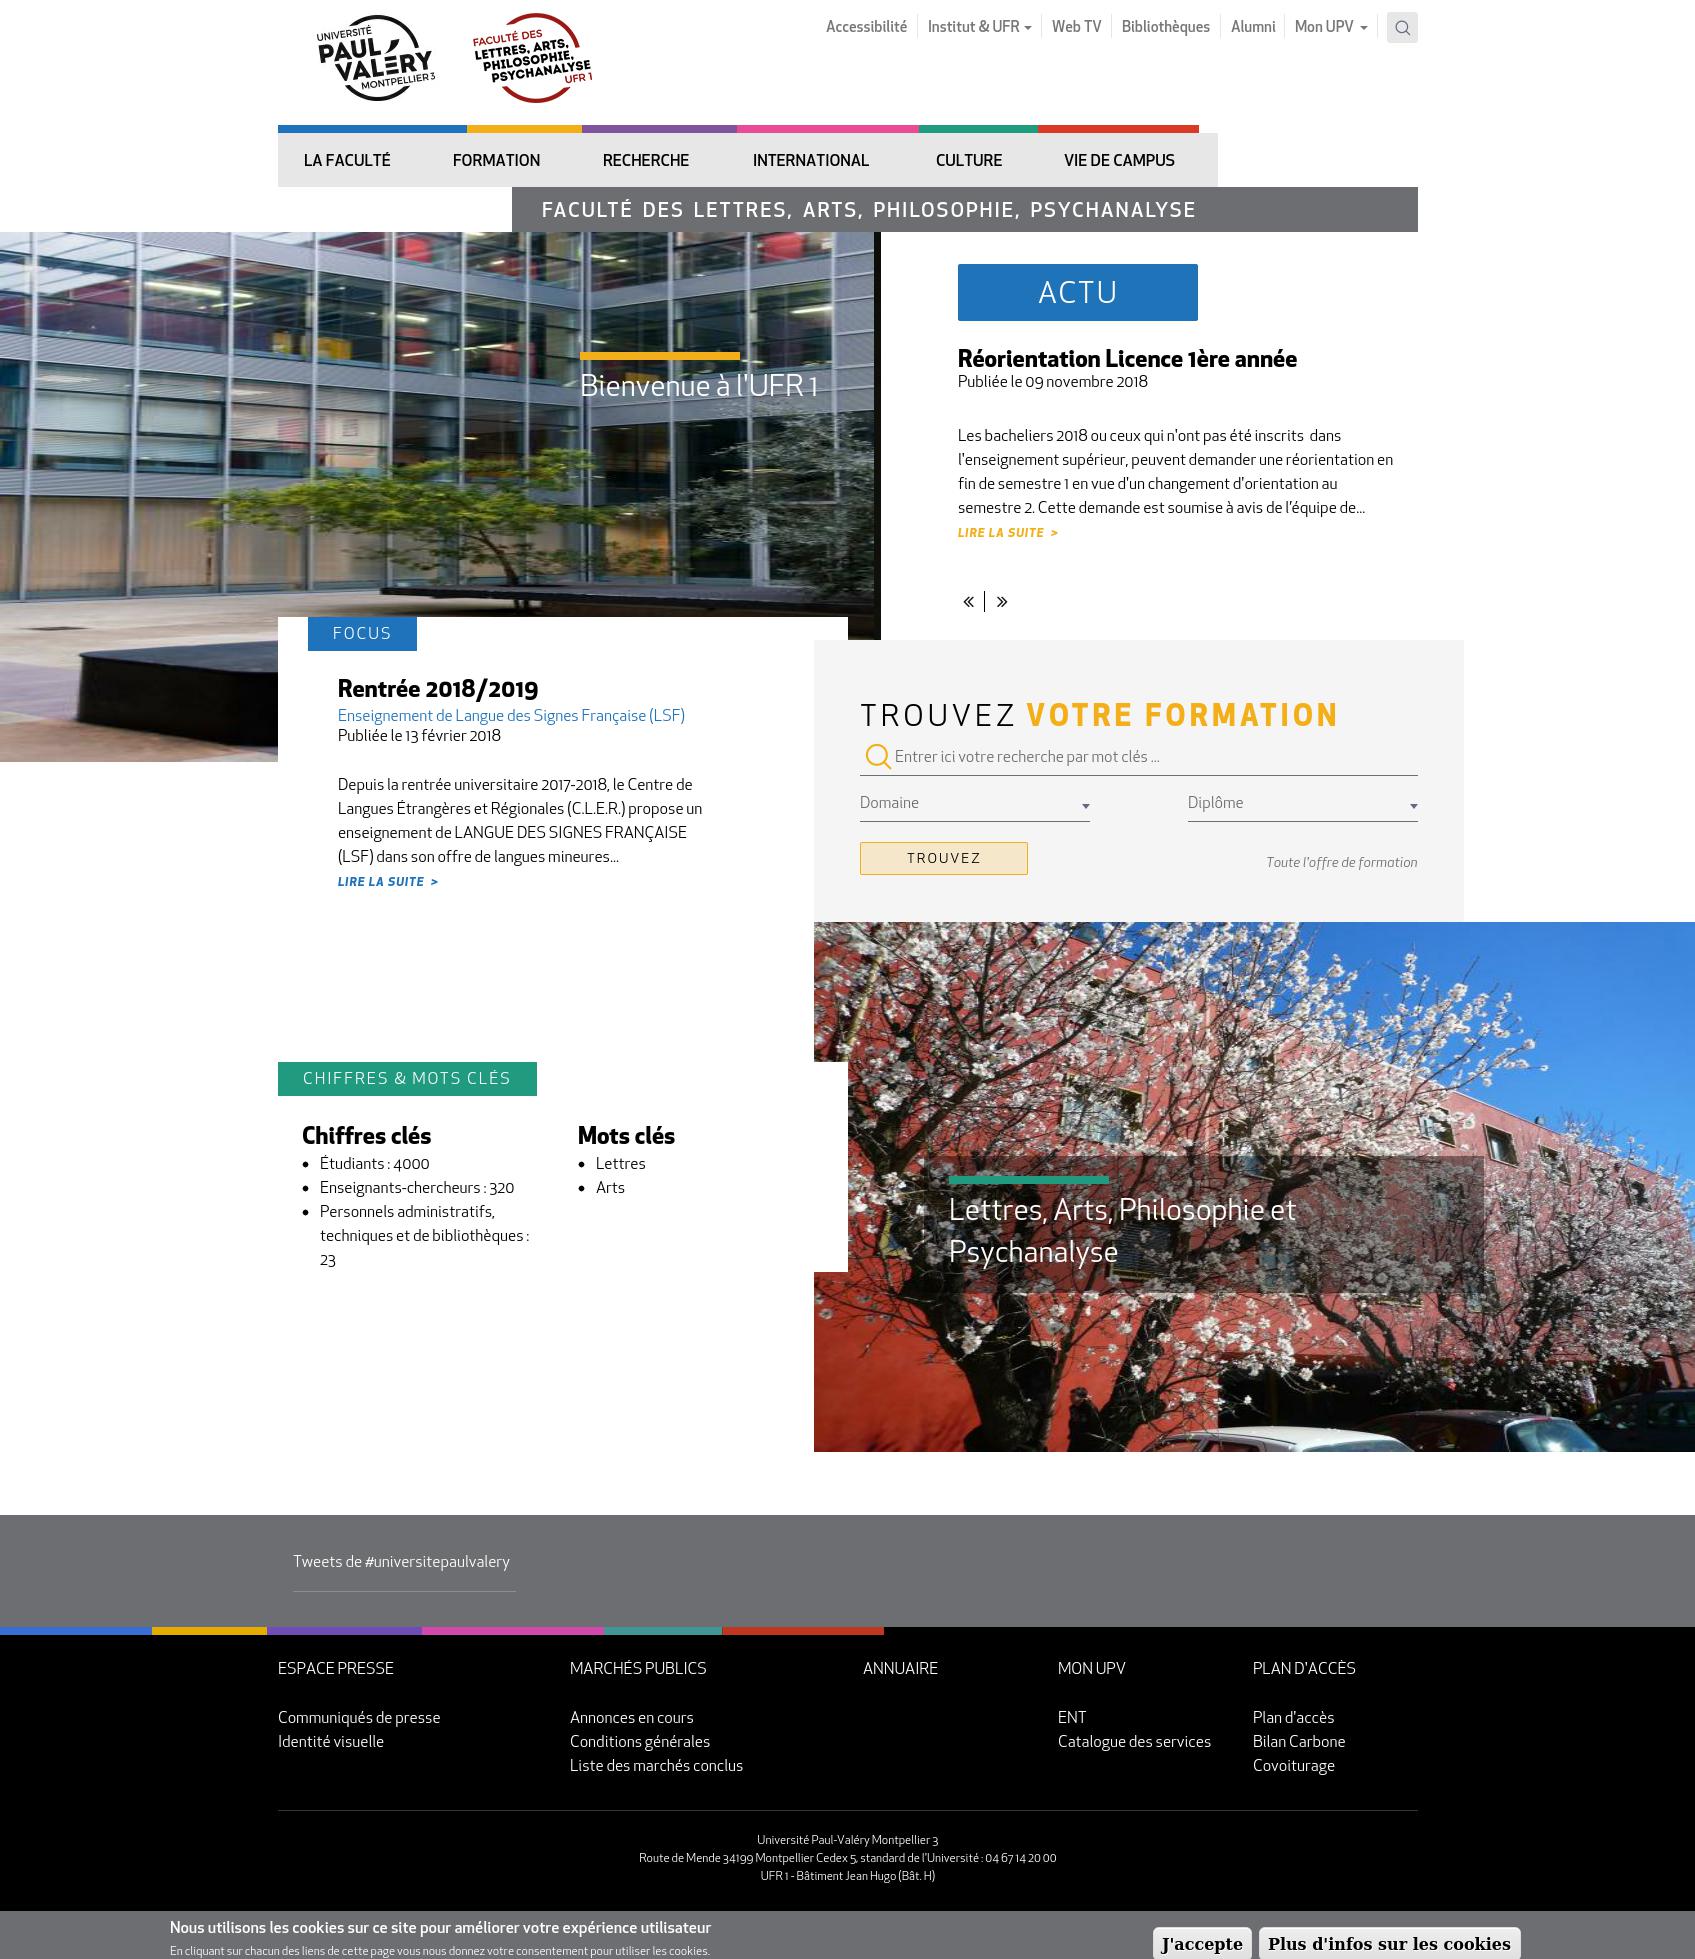 UNIVERSITÉ
PAUL
VALÉRY
MONTPELLIER 3
FACULTÉ DES
LETTRES, ARTS,
PHILOSOPHIE,
PSYCHANALYSE
UFR 1
Accessibilité
Institut & UFR
Web TV
Bibliothèques
Alumni
Mon UPV
LA FACULTÉ
FORMATION
RECHERCHE
INTERNATIONAL
CULTURE
VIE DE CAMPUS
FACULTÉ DES LETTRES, ARTS, PHILOSOPHIE, PSYCHANALYSE
Bienvenue à l'UFR 1
ACTU
Réorientation Licence 1ère année
Publiée le 09 novembre 2018
Les bacheliers 2018 ou ceux qui n'ont pas été inscrits dans
l'enseignement supérieur, peuvent demander une réorientation en
fin de semestre 1 en vue d'un changement d'orientation au
semestre 2. Cette demande est soumise à avis de l'équipe de...
LIRE LA SUITE >
« | »
FOCUS
Rentrée 2018/2019
Enseignement de Langue des Signes Française (LSF)
Publiée le 13 février 2018
Depuis la rentrée universitaire 2017-2018, le Centre de
Langues Étrangères et Régionales (C.L.E.R.) propose un
enseignement de LANGUE DES SIGNES FRANÇAISE
(LSF) dans son offre de langues mineures...
LIRE LA SUITE >
TROUVEZ VOTRE FORMATION
Entrer ici votre recherche par mot clés ...
Domaine
Diplôme
TROUVEZ
Toute l'offre de formation
CHIFFRES & MOTS CLÉS
Chiffres clés
• Étudiants : 4000
• Enseignants-chercheurs : 320
• Personnels administratifs,
techniques et de bibliothèques :
23
Mots clés
• Lettres
• Arts
Lettres, Arts, Philosophie et
Psychanalyse
Tweets de #universitepaulvalery
ESPACE PRESSE
Communiqués de presse
Identité visuelle
MARCHÉS PUBLICS
Annonces en cours
Conditions générales
Liste des marchés conclus
ANNUAIRE
MON UPV
ENT
Catalogue des services
PLAN D'ACCÈS
Plan d'accès
Bilan Carbone
Covoiturage
Université Paul-Valéry Montpellier 3
Route de Mende 34199 Montpellier Cedex 5, standard de l'Université : 04 67 14 20 00
UFR 1 - Bâtiment Jean Hugo (Bât. H)
Nous utilisons les cookies sur ce site pour améliorer votre expérience utilisateur
En cliquant sur chacun des liens de cette page vous nous donnez votre consentement pour utiliser les cookies.
J'accepte
Plus d'infos sur les cookies